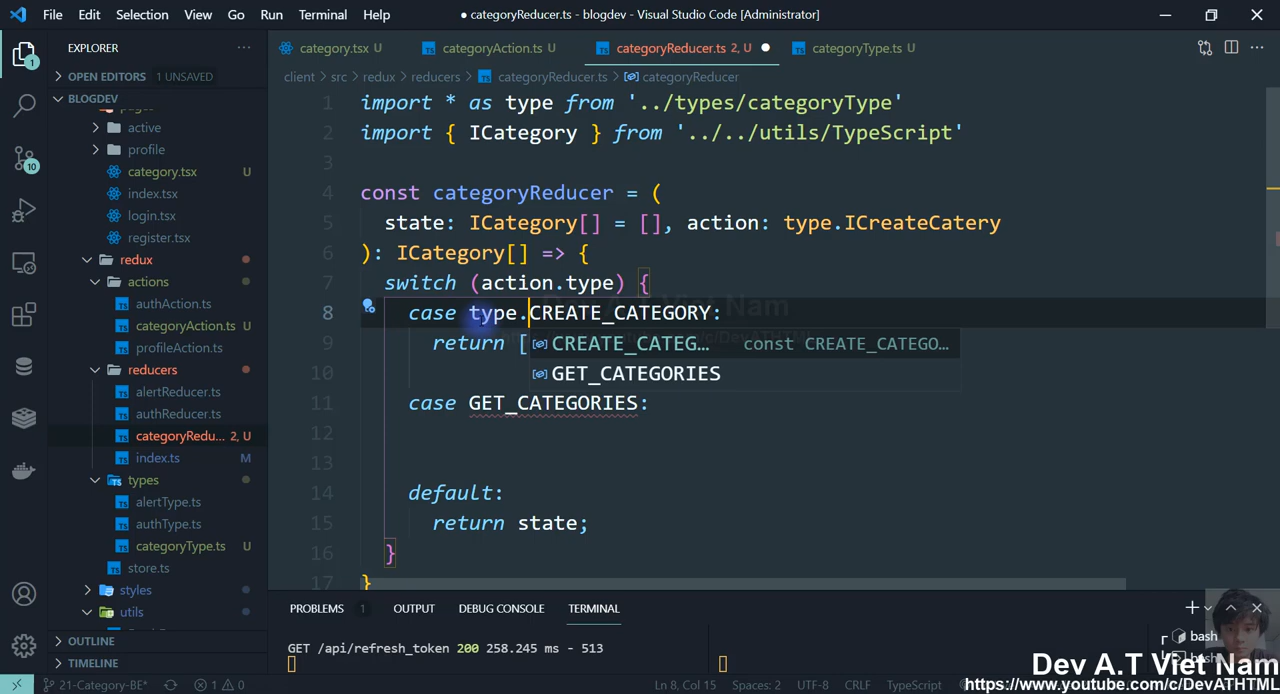 File Edit Selection View Go Run Terminal Help
● categoryReducer.ts - blogdev - Visual Studio Code [Administrator]
EXPLORER ···
category.tsx U
categoryAction.ts U
categoryReducer.ts 2, U
categoryType.ts U
OPEN EDITORS 1 UNSAVED
client > src > redux > reducers > categoryReducer.ts > categoryReducer
BLOGDEV
active
profile
category.tsx U
index.tsx
login.tsx
register.tsx
redux
actions
authAction.ts
categoryAction.ts U
profileAction.ts
reducers
alertReducer.ts
authReducer.ts
categoryRedu... 2, U
index.ts M
types
alertType.ts
authType.ts
categoryType.ts U
store.ts
styles
utils
OUTLINE
TIMELINE
1
10
1 import * as type from '../types/categoryType'
2 import { ICategory } from '../../utils/TypeScript'
3
4 const categoryReducer = (
5 state: ICategory[] = [], action: type.ICreateCatery
6 ): ICategory[] => {
7 switch (action.type) {
8 case type.CREATE_CATEGORY:
9 return [
CREATE_CATEG... const CREATE_CATEGO...
10
GET_CATEGORIES
11 case GET_CATEGORIES:
12
13
14 default:
15 return state;
16 }
17 }
PROBLEMS 1 OUTPUT DEBUG CONSOLE TERMINAL
GET /api/refresh_token 200 258.245 ms - 513
bash
bash
Dev A.T Viet Nam
https://www.youtube.com/c/DevATHTML
21-Category-BE* 1 0 Ln 8, Col 15 Spaces: 2 UTF-8 CRLF TypeScript